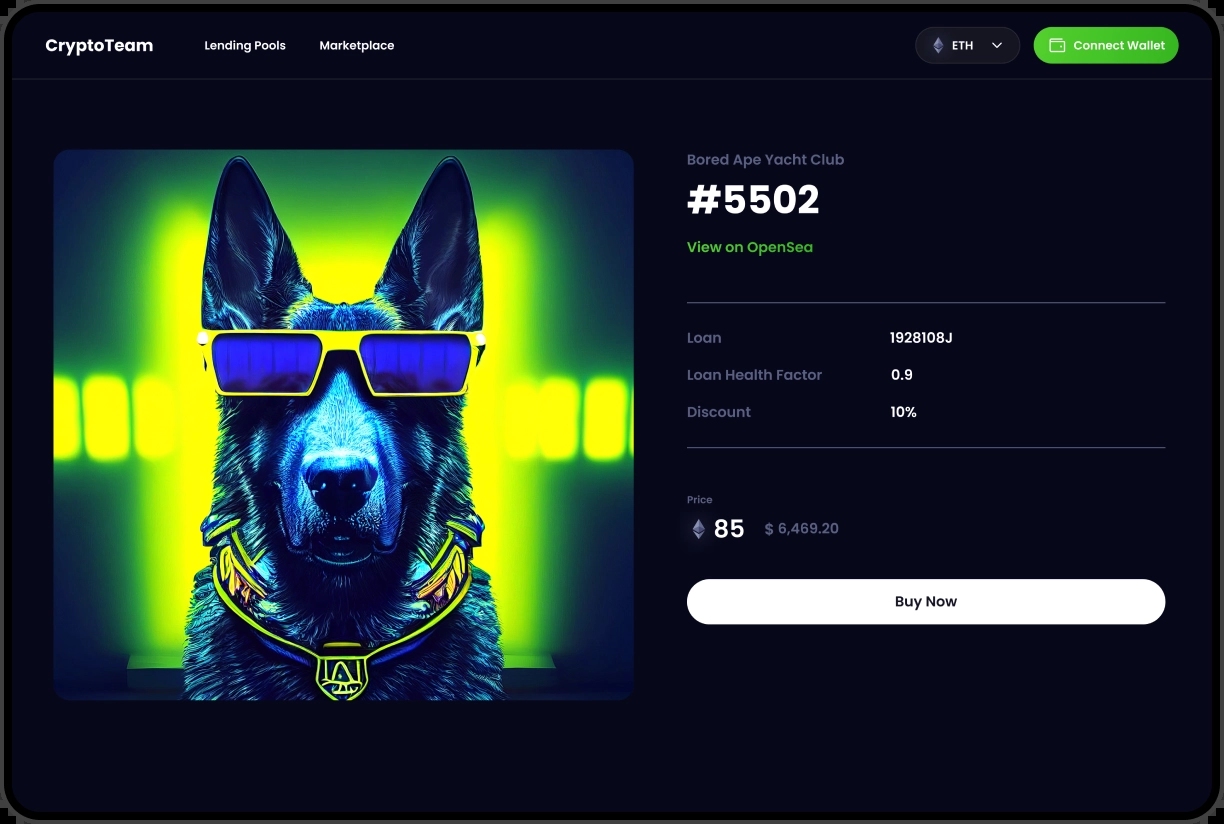 CryptoTeam Lending Pools Marketplace ETH Connect Wallet
Bored Ape Yacht Club
#5502
View on OpenSea
Loan 1928108J
Loan Health Factor 0.9
Discount 10%
Price
85 $ 6,469.20
Buy Now